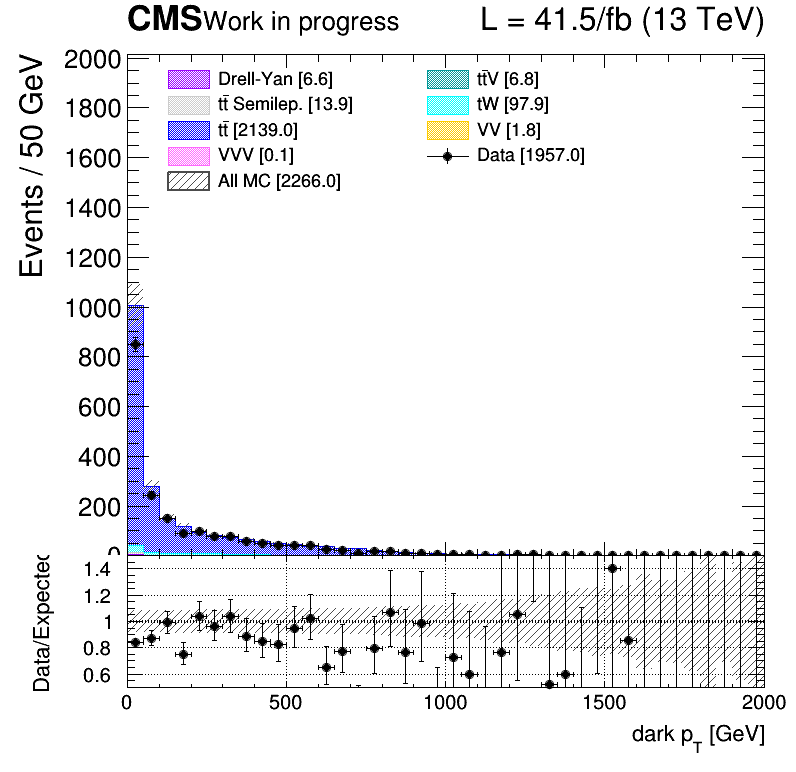 CMS Work in progress L = 41.5/fb (13 TeV)
Events / 50 GeV
2000
1800
1600
1400
1200
1000
800
600
400
200
0
Drell-Yan [6.6]
tt̄ Semilep. [13.9]
tt̄ [2139.0]
VVV [0.1]
All MC [2266.0]
tt̄V [6.8]
tW [97.9]
VV [1.8]
Data [1957.0]
Data/Expected
1.4
1.2
1
0.8
0.6
0 500 1000 1500 2000
dark p_T [GeV]